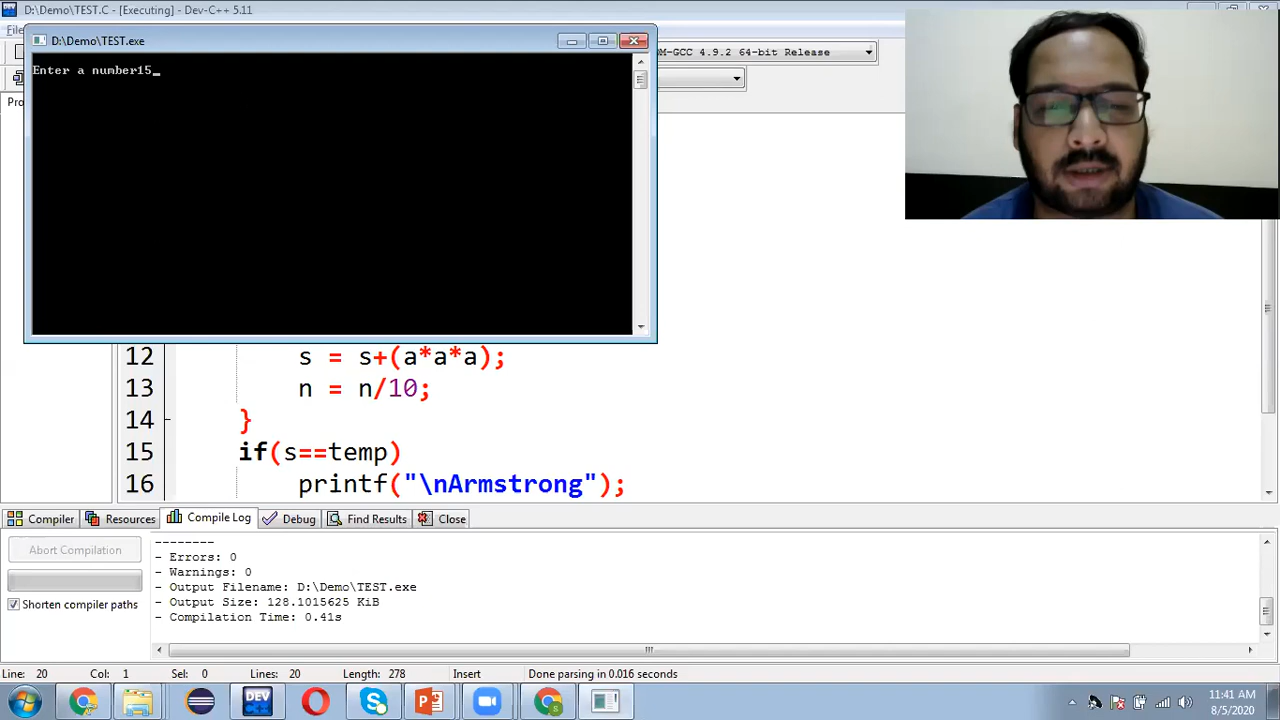 D:\Demo\TEST.C - [Executing] - Dev-C++ 5.11
D:\Demo\TEST.exe
Enter a number15_
GCC 4.9.2 64-bit Release
12 s = s+(a*a*a);
13 n = n/10;
14 }
15 if(s==temp)
16 printf("\nArmstrong");
Compiler Resources Compile Log Debug Find Results Close
Abort Compilation
Shorten compiler paths
--------
- Errors: 0
- Warnings: 0
- Output Filename: D:\Demo\TEST.exe
- Output Size: 128.1015625 KiB
- Compilation Time: 0.41s
Line: 20 Col: 1 Sel: 0 Lines: 20 Length: 278 Insert Done parsing in 0.016 seconds
DEV
C++
11:41 AM
8/5/2020